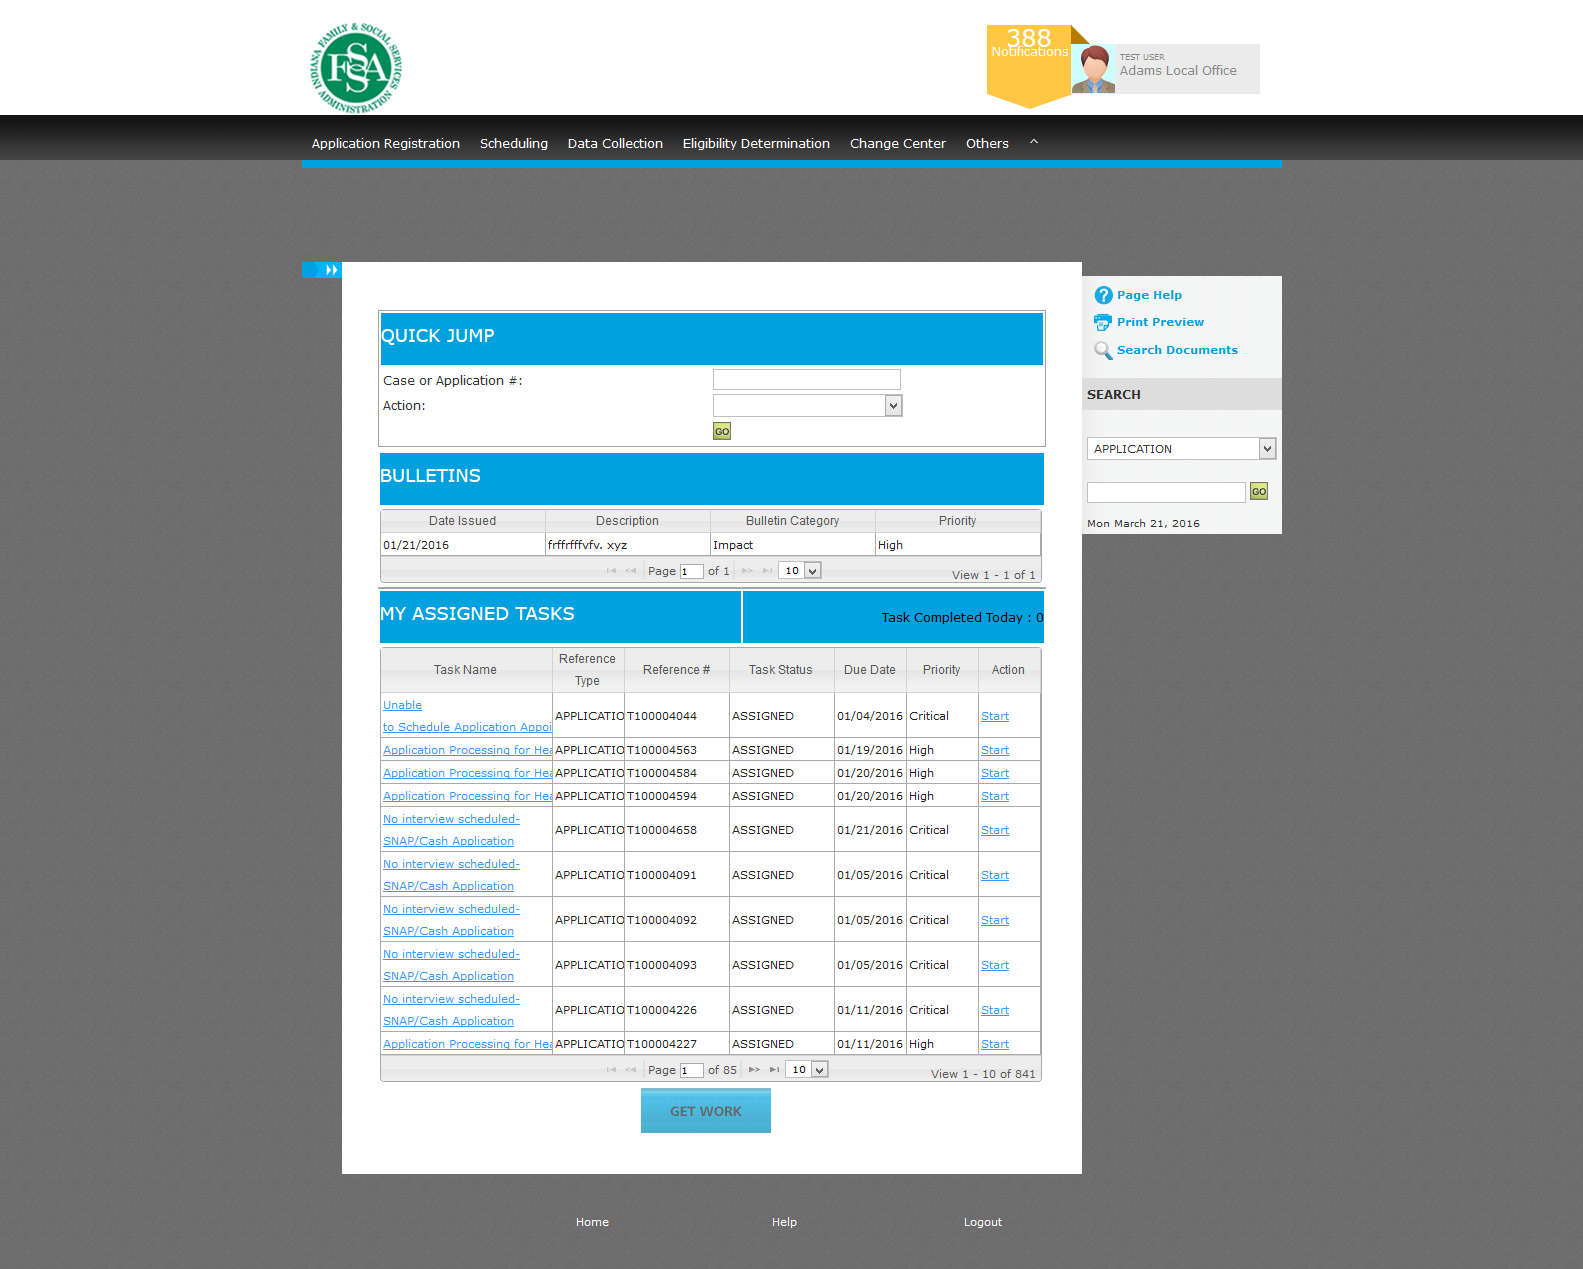 INDIANA FAMILY & SOCIAL SERVICES ADMINISTRATION
FSSA
388
Notifications
TEST USER
Adams Local Office
Application Registration Scheduling Data Collection Eligibility Determination Change Center Others
QUICK JUMP
Case or Application #:
Action:
GO
Page Help
Print Preview
Search Documents
SEARCH
APPLICATION
GO
Mon March 21, 2016
BULLETINS
Date Issued Description Bulletin Category Priority
01/21/2016 frffrfffvfv. xyz Impact High
Page 1 of 1 10 View 1 - 1 of 1
MY ASSIGNED TASKS Task Completed Today : 0
Task Name Reference Type Reference # Task Status Due Date Priority Action
Unable
to Schedule Application Appoi APPLICATIO T100004044 ASSIGNED 01/04/2016 Critical Start
Application Processing for Hea APPLICATIO T100004563 ASSIGNED 01/19/2016 High Start
Application Processing for Hea APPLICATIO T100004584 ASSIGNED 01/20/2016 High Start
Application Processing for Hea APPLICATIO T100004594 ASSIGNED 01/20/2016 High Start
No interview scheduled-
SNAP/Cash Application APPLICATIO T100004658 ASSIGNED 01/21/2016 Critical Start
No interview scheduled-
SNAP/Cash Application APPLICATIO T100004091 ASSIGNED 01/05/2016 Critical Start
No interview scheduled-
SNAP/Cash Application APPLICATIO T100004092 ASSIGNED 01/05/2016 Critical Start
No interview scheduled-
SNAP/Cash Application APPLICATIO T100004093 ASSIGNED 01/05/2016 Critical Start
No interview scheduled-
SNAP/Cash Application APPLICATIO T100004226 ASSIGNED 01/11/2016 Critical Start
Application Processing for Hea APPLICATIO T100004227 ASSIGNED 01/11/2016 High Start
Page 1 of 85 10 View 1 - 10 of 841
GET WORK
Home Help Logout